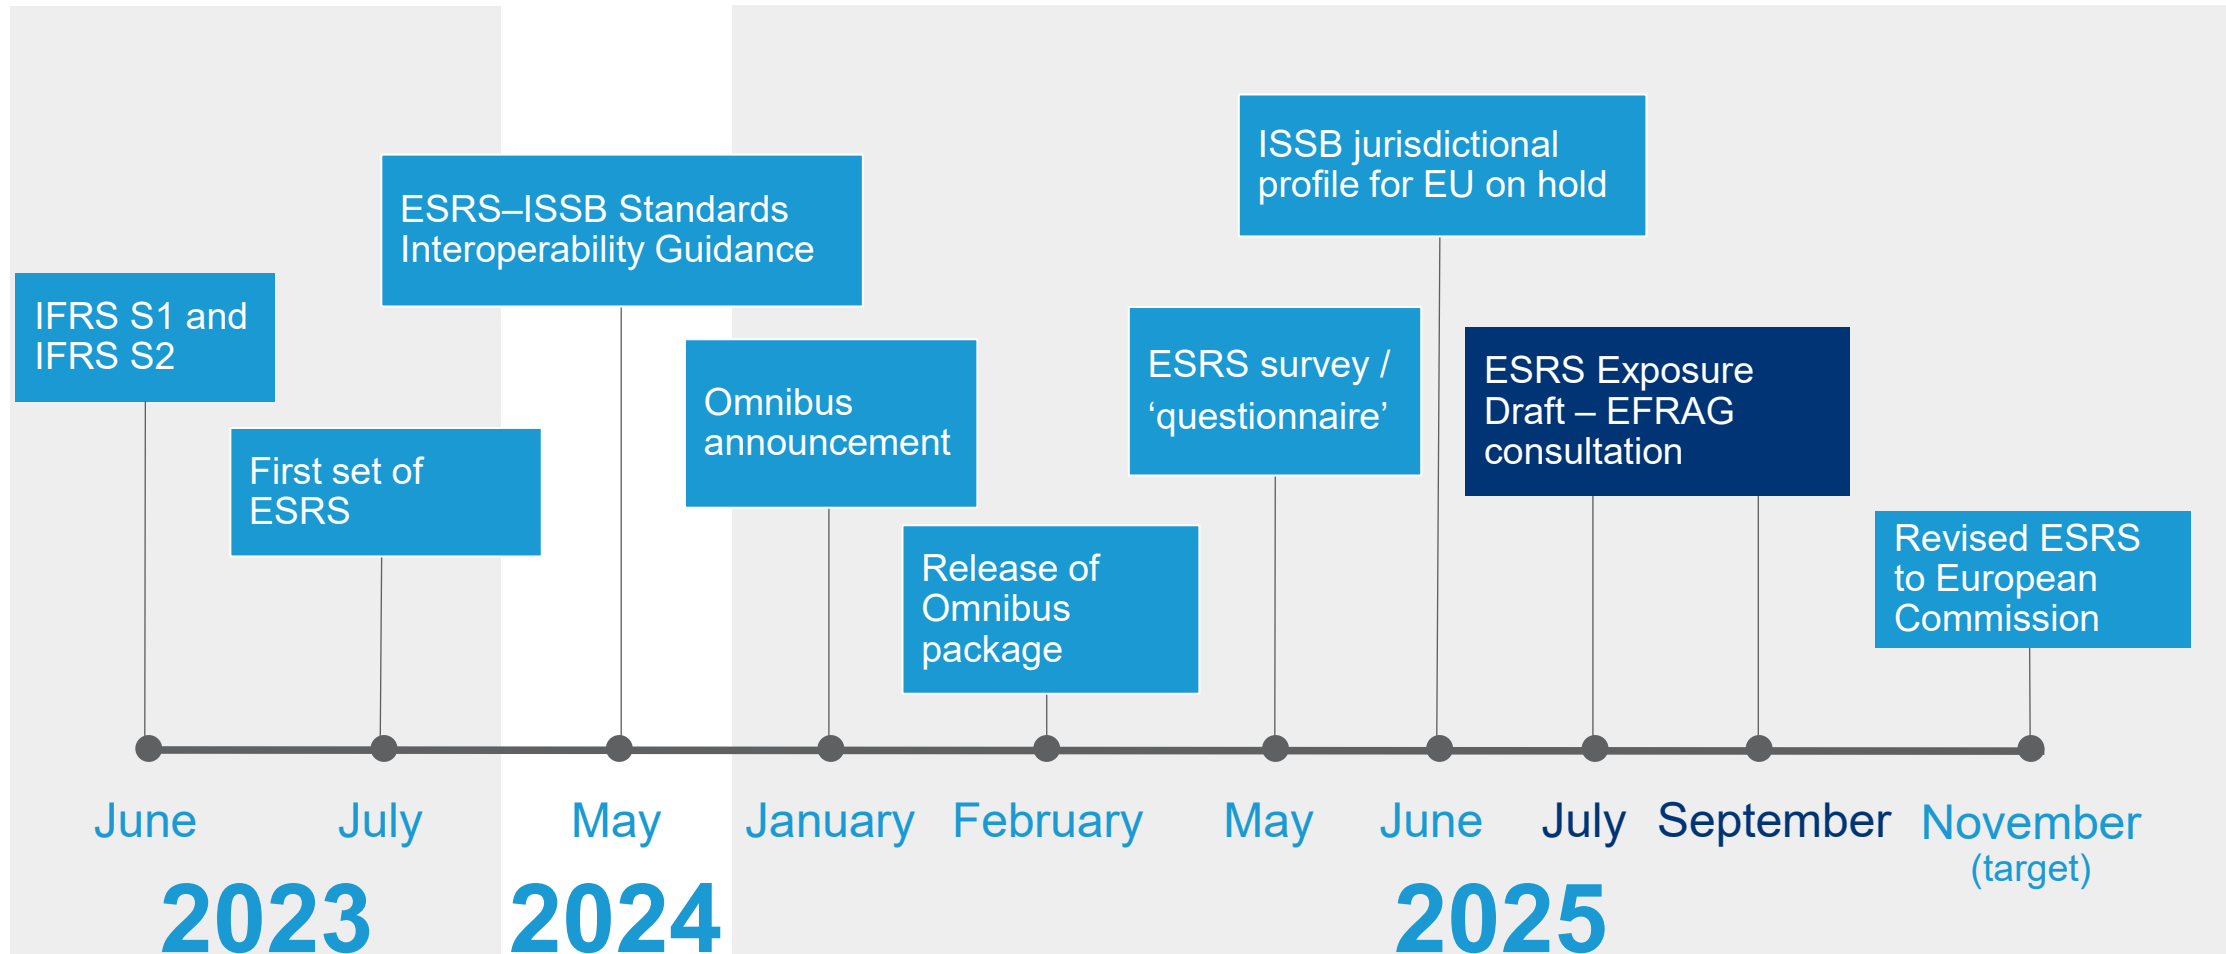 IFRS S1 and
IFRS S2
First set of
ESRS
ESRS–ISSB Standards
Interoperability Guidance
Omnibus
announcement
Release of
Omnibus
package
ESRS survey /
‘questionnaire’
ISSB jurisdictional
profile for EU on hold
ESRS Exposure
Draft – EFRAG
consultation
Revised ESRS
to European
Commission
June
July
May
January
February
May
June
July
September
November
(target)
2023
2024
2025